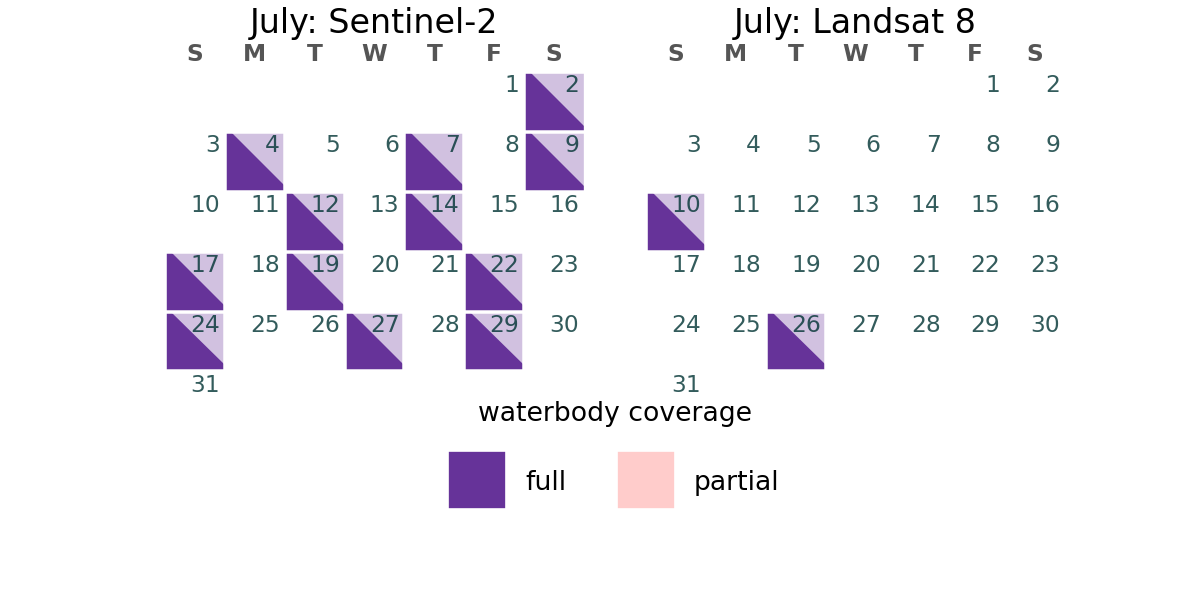 July: Sentinel-2
S M T W T F S
1 2
3 4 5 6 7 8 9
10 11 12 13 14 15 16
17 18 19 20 21 22 23
24 25 26 27 28 29 30
31
July: Landsat 8
S M T W T F S
1 2
3 4 5 6 7 8 9
10 11 12 13 14 15 16
17 18 19 20 21 22 23
24 25 26 27 28 29 30
31
waterbody coverage
full partial